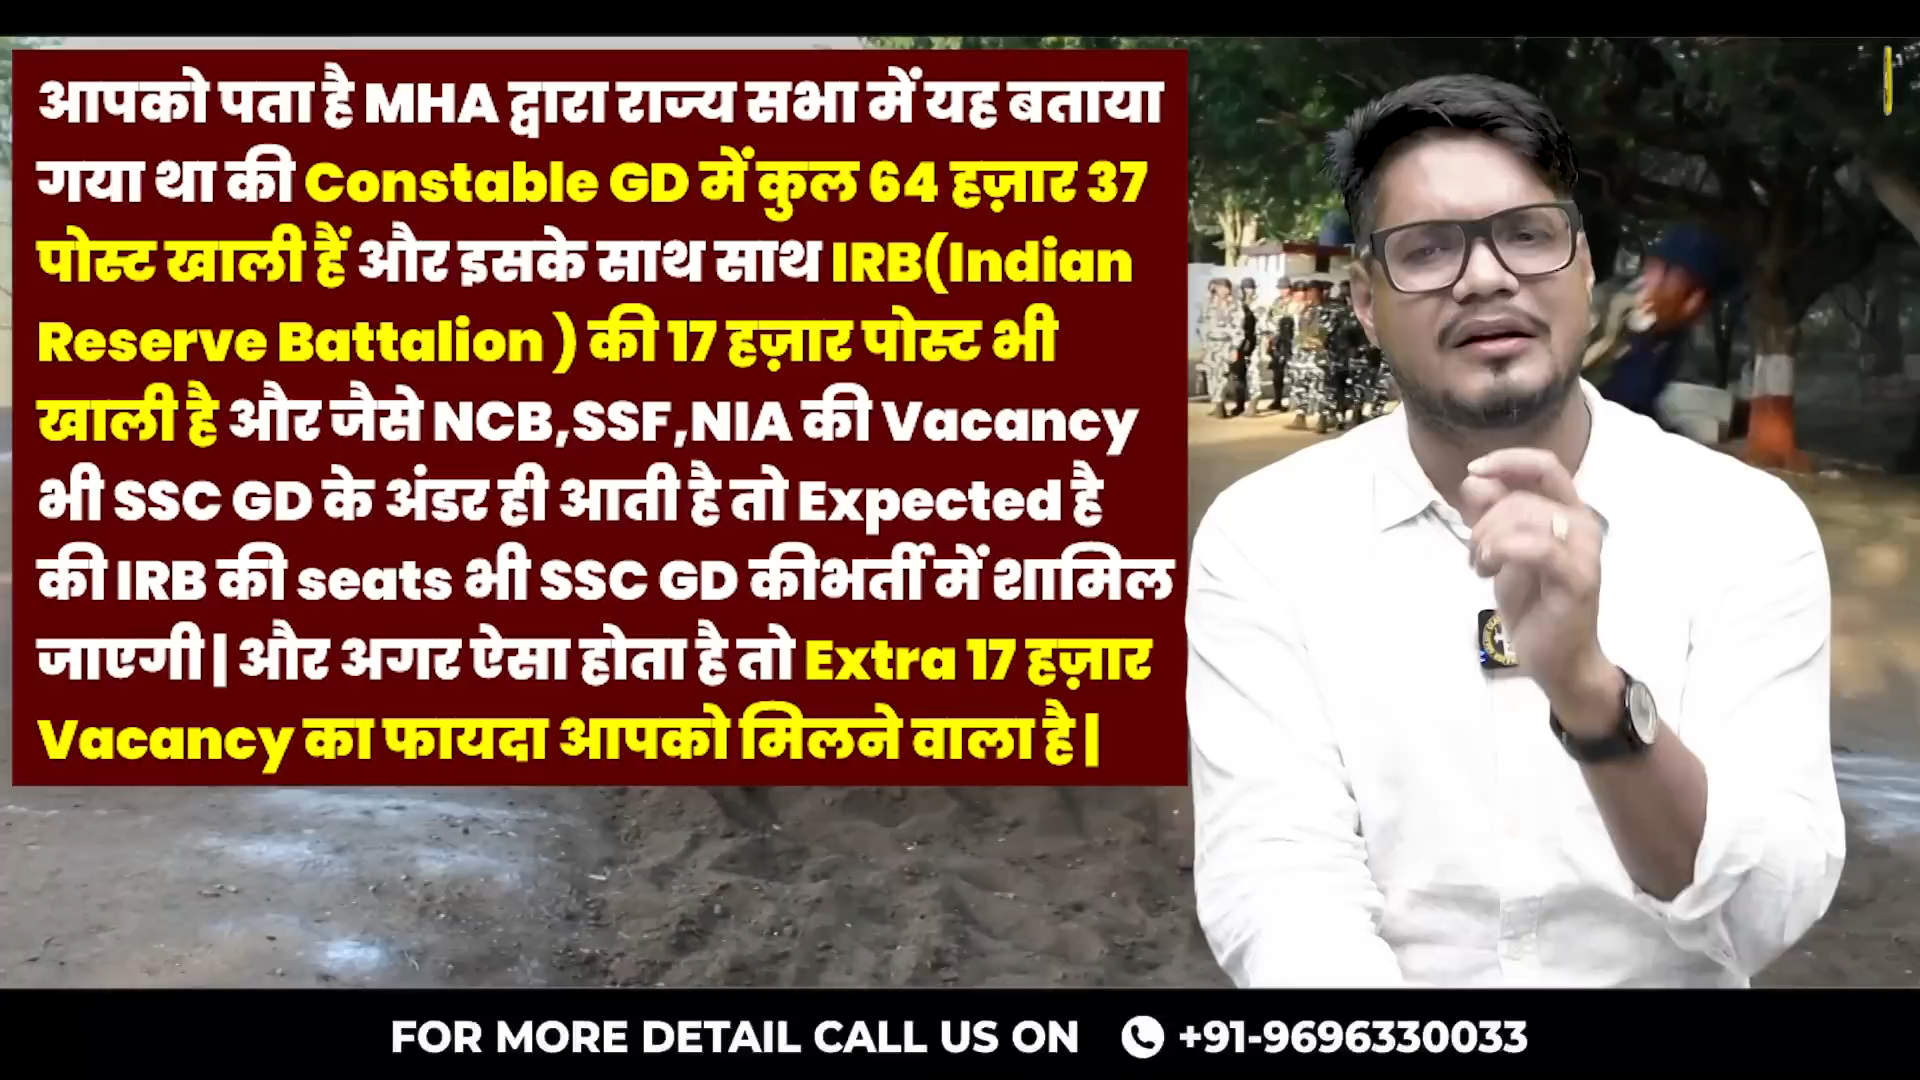 आपको पता है MHA द्वारा राज्य सभा में यह बताया
गया था की Constable GD में कुल 64 हज़ार 37
पोस्ट खाली हैं और इसके साथ साथ IRB(Indian
Reserve Battalion ) की 17 हज़ार पोस्ट भी
खाली है और जैसे NCB,SSF,NIA की Vacancy
भी SSC GD के अंडर ही आती है तो Expected है
की IRB की seats भी SSC GD कीभर्ती में शामिल
जाएगी| और अगर ऐसा होता है तो Extra 17 हज़ार
Vacancy का फायदा आपको मिलने वाला है|
FOR MORE DETAIL CALL US ON +91-9696330033